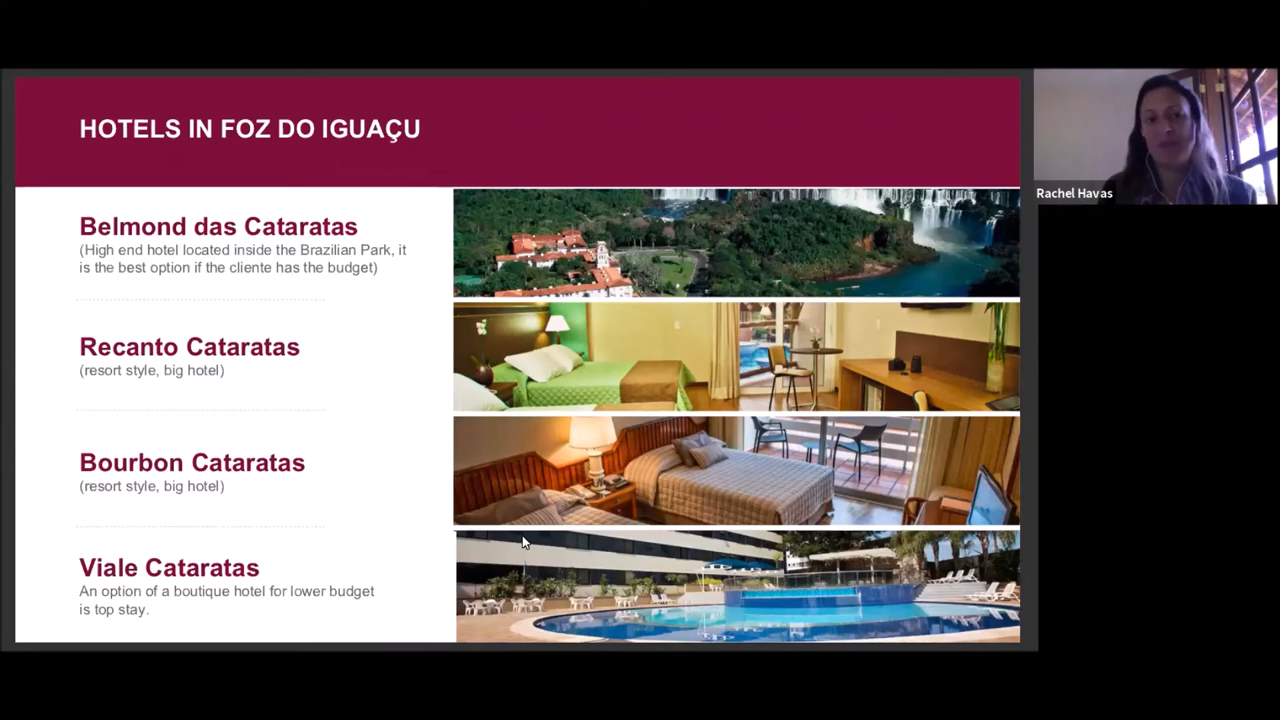 HOTELS IN FOZ DO IGUAÇU
Belmond das Cataratas
(High end hotel located inside the Brazilian Park, it
is the best option if the cliente has the budget)
Recanto Cataratas
(resort style, big hotel)
Bourbon Cataratas
(resort style, big hotel)
Viale Cataratas
An option of a boutique hotel for lower budget
is top stay.
Rachel Havas